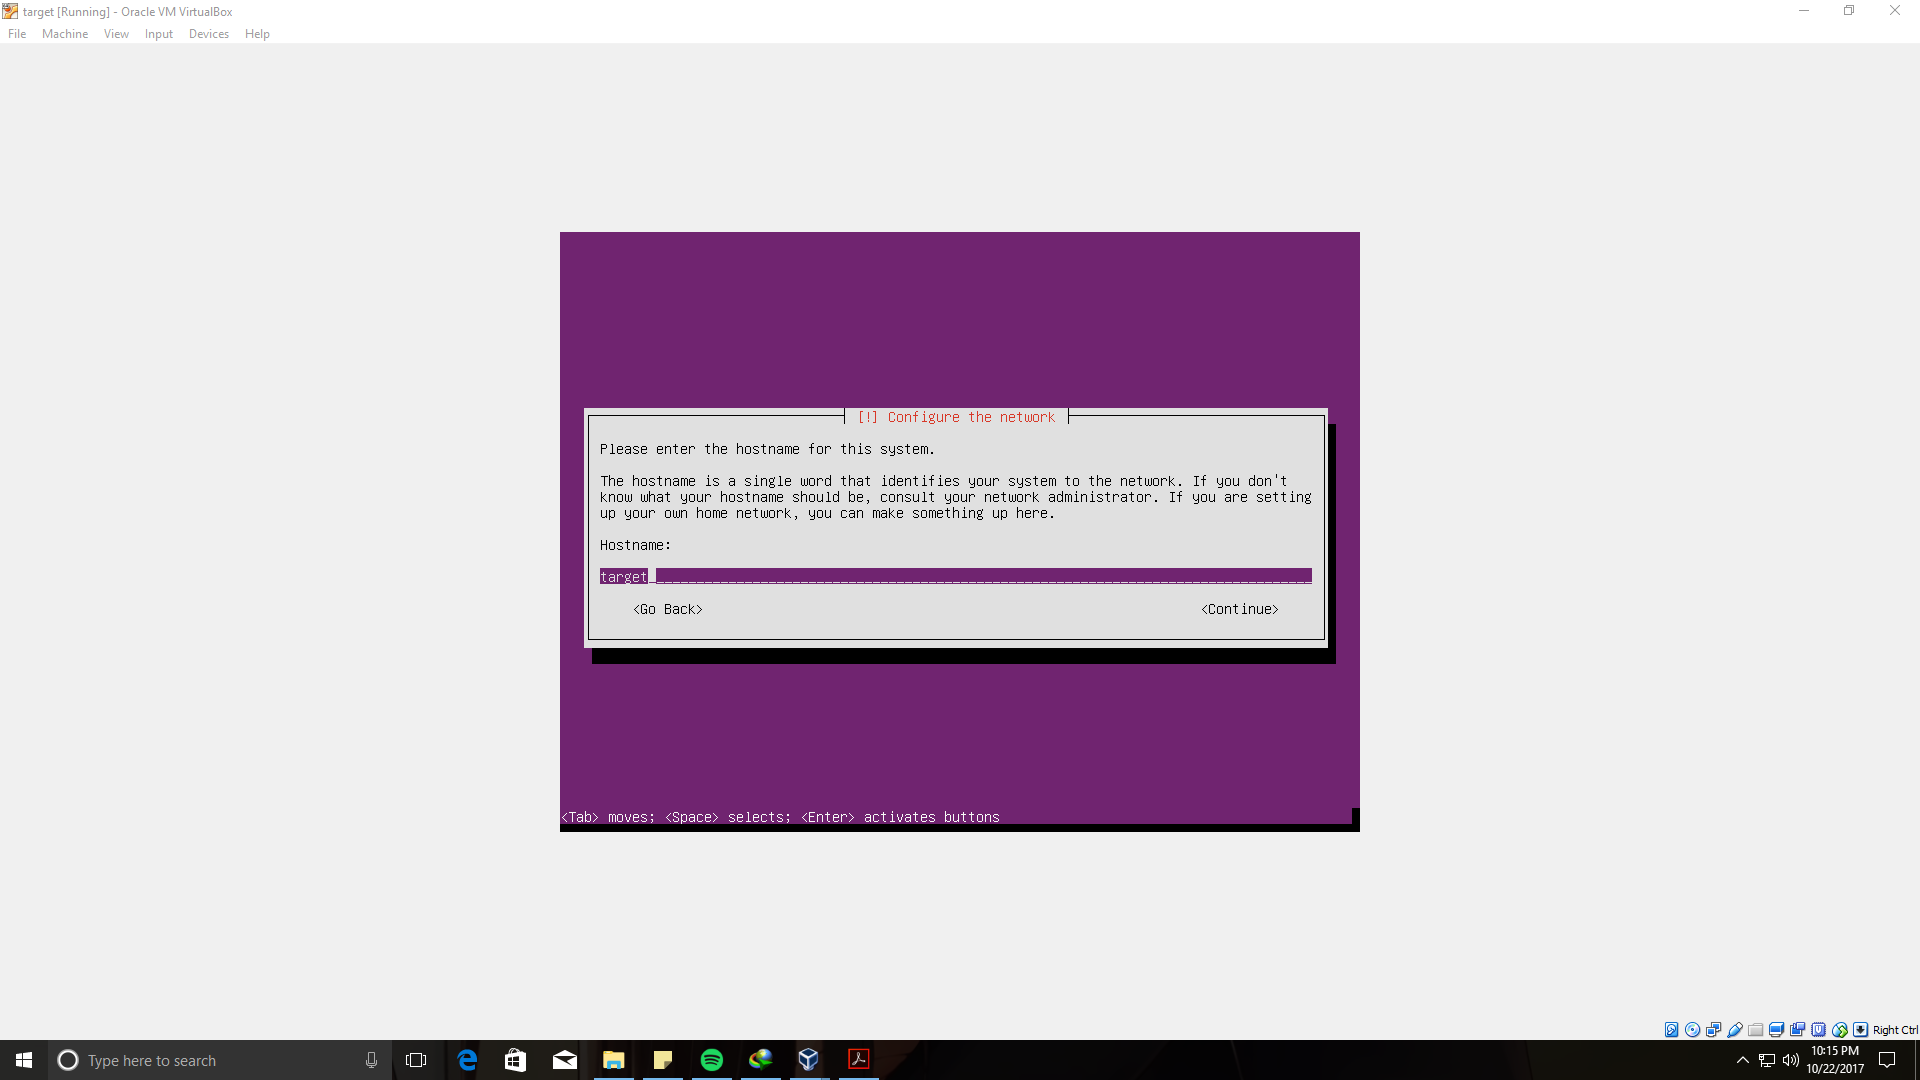 target [Running] - Oracle VM VirtualBox
File Machine View Input Devices Help
[!] Configure the network
Please enter the hostname for this system.
The hostname is a single word that identifies your system to the network. If you don't
know what your hostname should be, consult your network administrator. If you are setting
up your own home network, you can make something up here.
Hostname:
target
<Go Back> <Continue>
<Tab> moves; <Space> selects; <Enter> activates buttons
Right Ctrl
Type here to search
10:15 PM
10/22/2017